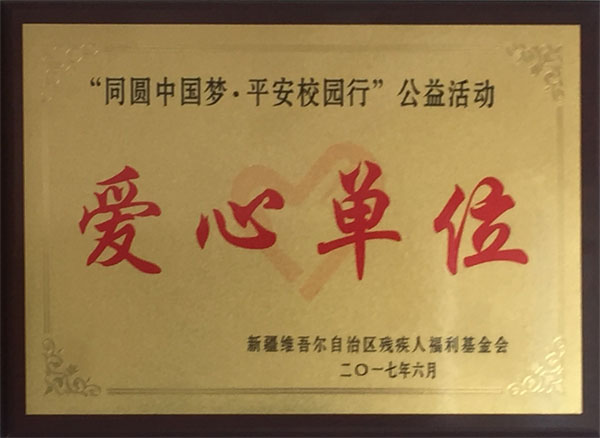 “同圆中国梦·平安校园行”公益活动
爱心单位
新疆维吾尔自治区残疾人福利基金会
二〇一七年六月